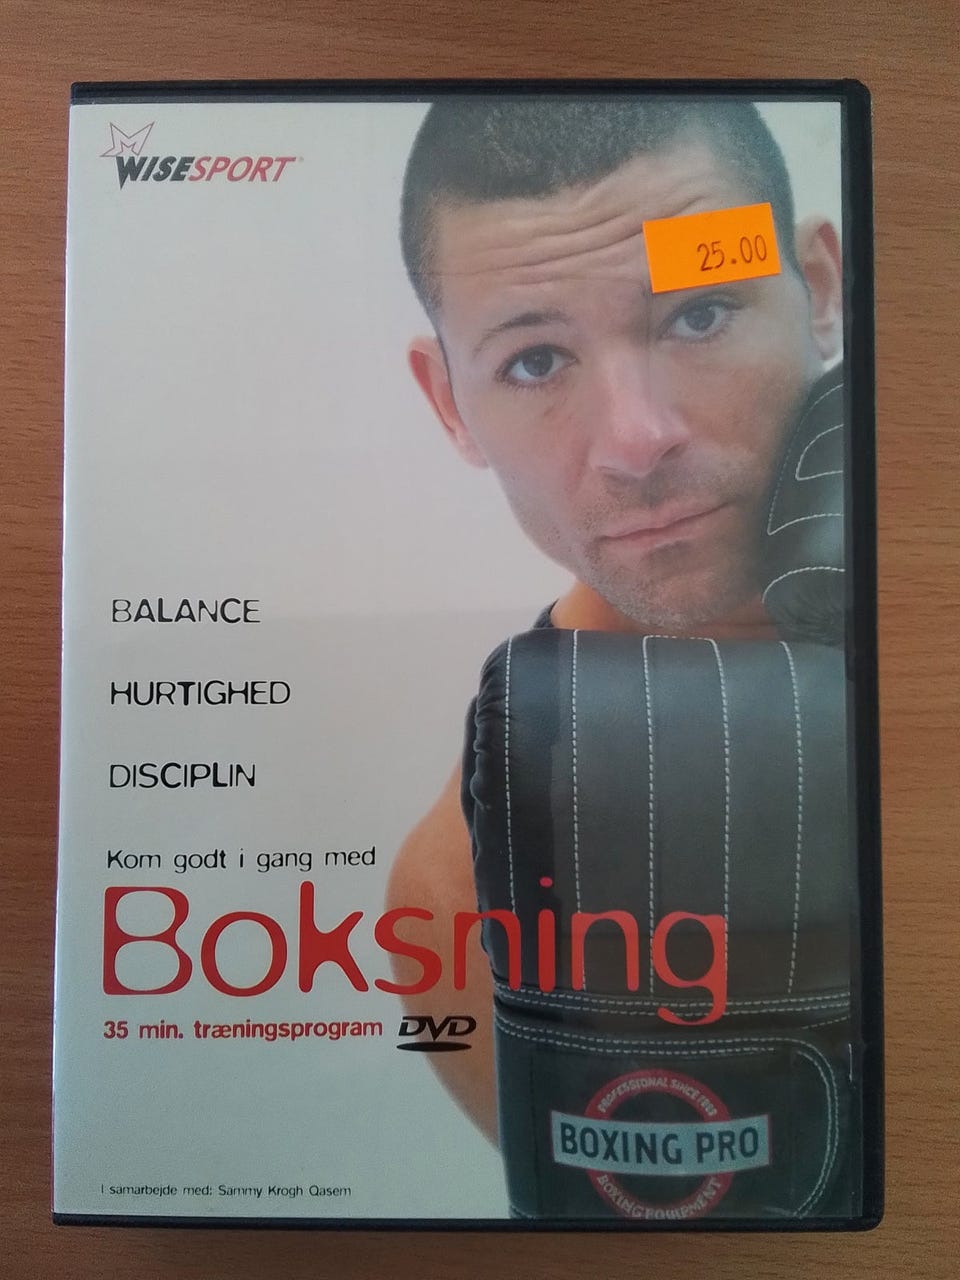 WISESPORT
25.00
BALANCE
HURTIGHED
DISCIPLIN
Kom godt i gang med
Boksning
35 min. træningsprogram DVD
PROFESSIONAL SINCE
BOXING PRO
BOXING EQUIPMENT
I samarbejde med: Sammy Krogh Qasem